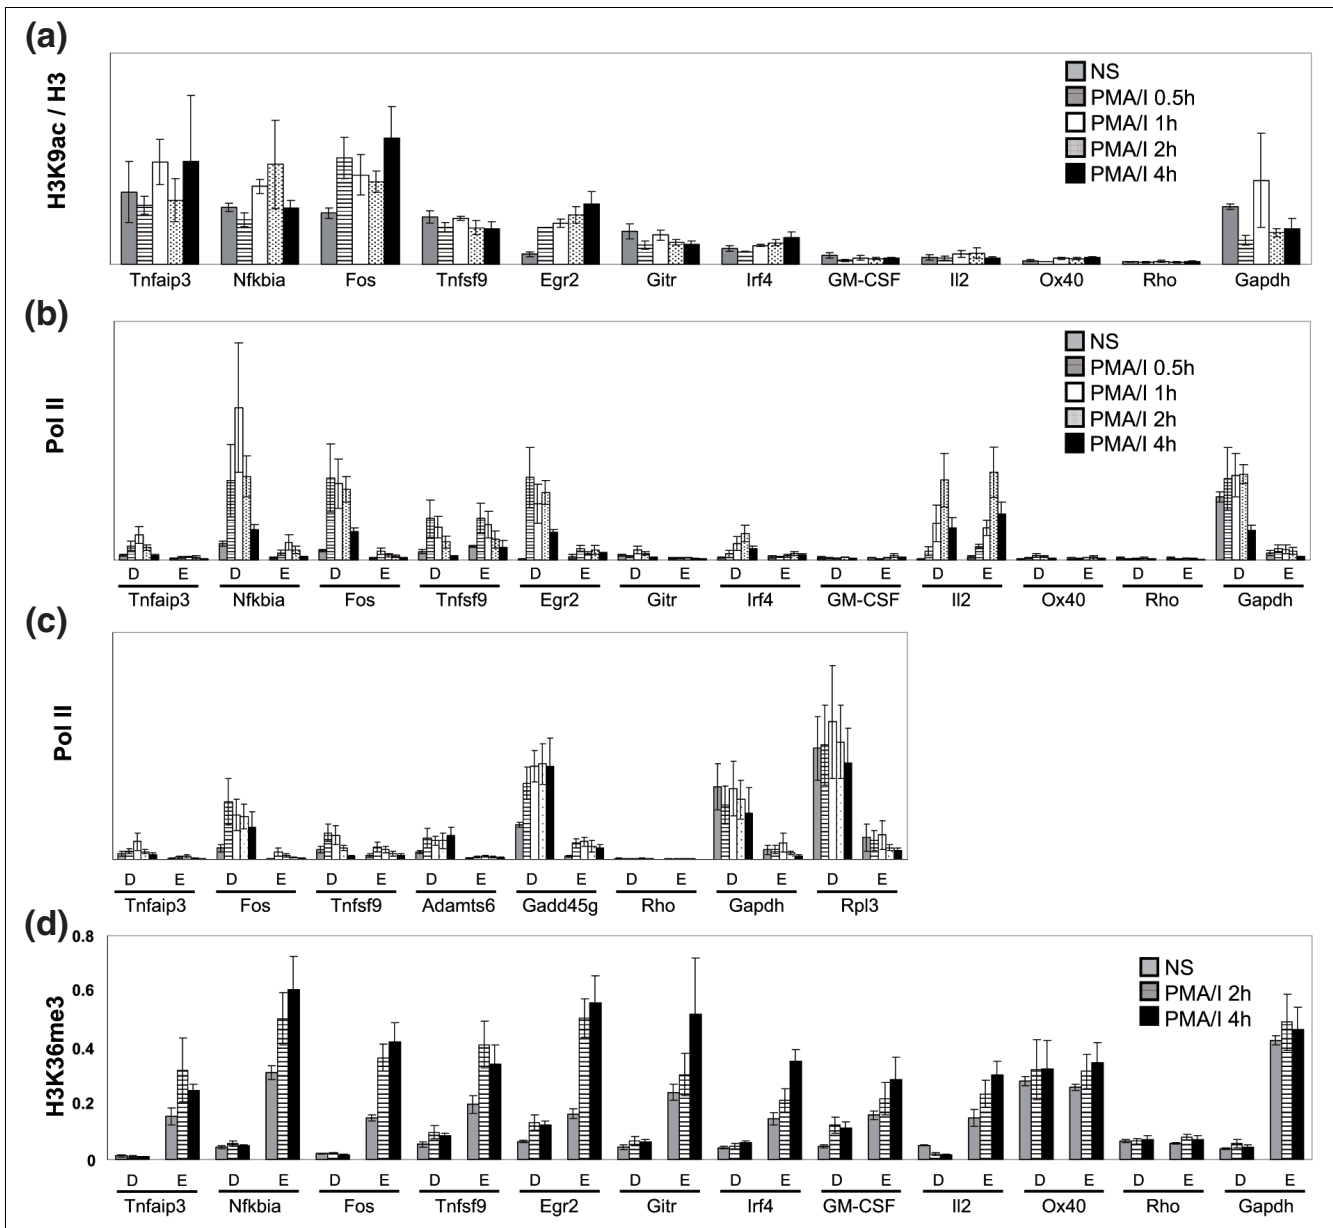 (a)
H3K9ac / H3
NS
PMA/I 0.5h
PMA/I 1h
PMA/I 2h
PMA/I 4h
Tnfaip3 Nfkbia Fos Tnfsf9 Egr2 Gitr Irf4 GM-CSF Il2 Ox40 Rho Gapdh
(b)
Pol II
NS
PMA/I 0.5h
PMA/I 1h
PMA/I 2h
PMA/I 4h
D E D E D E D E D E D E D E D E D E D E D E D E
Tnfaip3 Nfkbia Fos Tnfsf9 Egr2 Gitr Irf4 GM-CSF Il2 Ox40 Rho Gapdh
(c)
Pol II
D E D E D E D E D E D E D E D E
Tnfaip3 Fos Tnfsf9 Adamts6 Gadd45g Rho Gapdh Rpl3
(d)
H3K36me3
0.8
0.6
0.4
0.2
0
NS
PMA/I 2h
PMA/I 4h
D E D E D E D E D E D E D E D E D E D E D E D E
Tnfaip3 Nfkbia Fos Tnfsf9 Egr2 Gitr Irf4 GM-CSF Il2 Ox40 Rho Gapdh